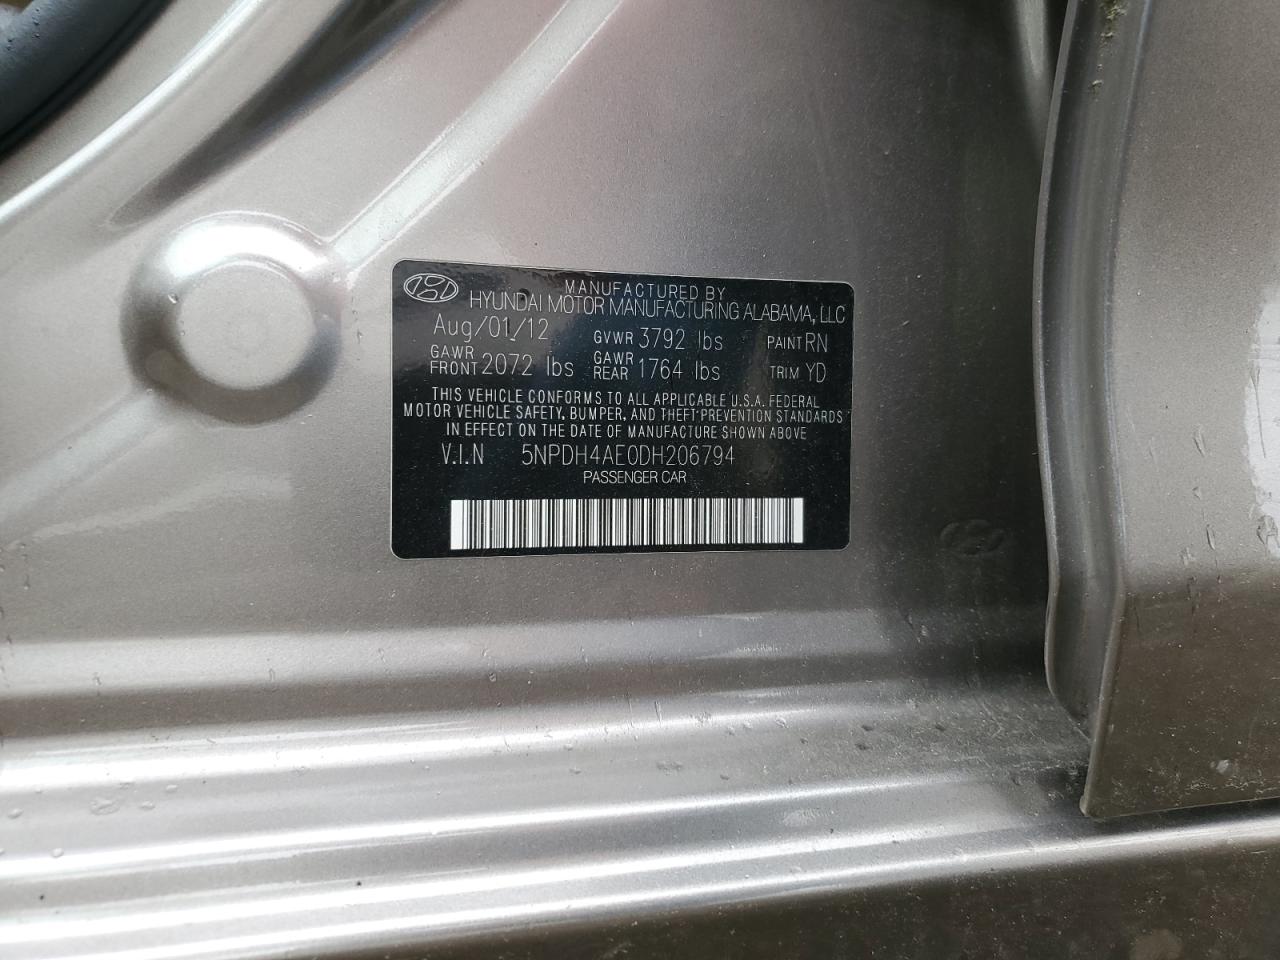 MANUFACTURED BY
HYUNDAI MOTOR MANUFACTURING ALABAMA, LLC
Aug/01/12 GVWR 3792 lbs PAINT RN
GAWR FRONT 2072 lbs GAWR REAR 1764 lbs TRIM YD
THIS VEHICLE CONFORMS TO ALL APPLICABLE U.S.A. FEDERAL
MOTOR VEHICLE SAFETY, BUMPER, AND THEFT PREVENTION STANDARDS
IN EFFECT ON THE DATE OF MANUFACTURE SHOWN ABOVE
V.I.N 5NPDH4AE0DH206794
PASSENGER CAR